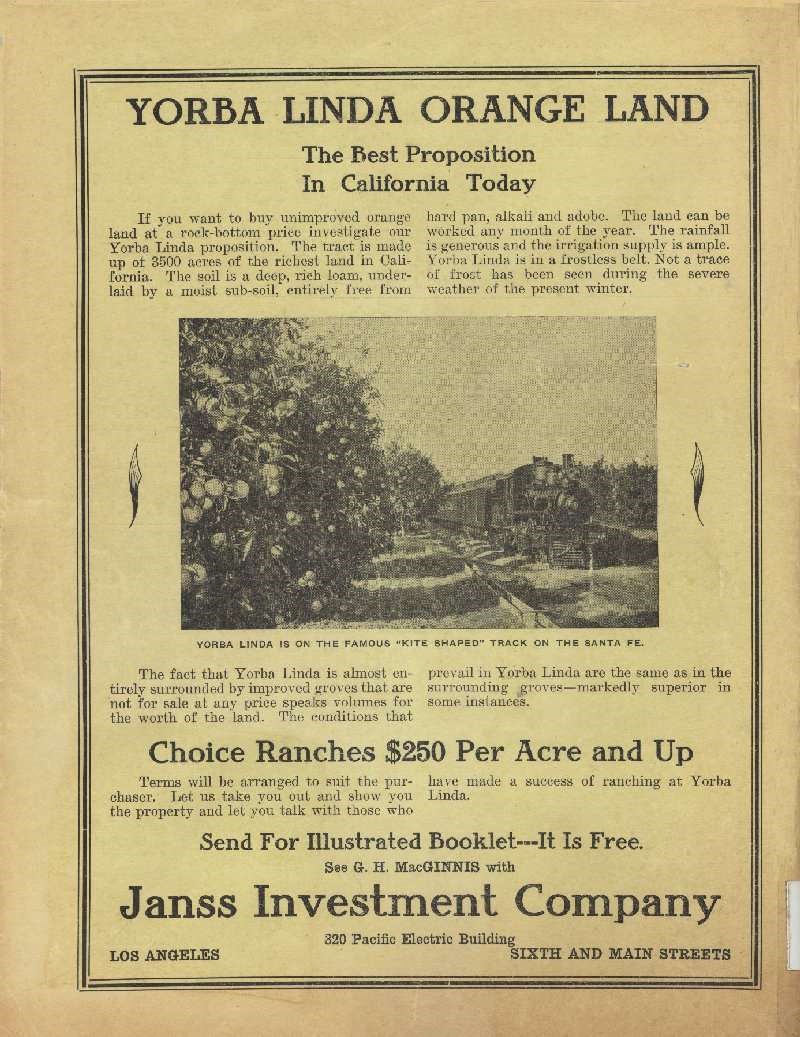 YORBA LINDA ORANGE LAND
The Best Proposition
In California Today
If you want to buy unimproved orange
land at a rock-bottom price investigate our
Yorba Linda proposition. The tract is made
up of 3500 acres of the richest land in Cali-
fornia. The soil is a deep, rich loam, under-
laid by a moist sub-soil, entirely free from
hard pan, alkali and adobe. The land can be
worked any month of the year. The rainfall
is generous and the irrigation supply is ample.
Yorba Linda is in a frostless belt. Not a trace
of frost has been seen during the severe
weather of the present winter.
YORBA LINDA IS ON THE FAMOUS "KITE SHAPED" TRACK ON THE SANTA FE.
The fact that Yorba Linda is almost en-
tirely surrounded by improved groves that are
not for sale at any price speaks volumes for
the worth of the land. The conditions that
prevail in Yorba Linda are the same as in the
surrounding groves—markedly superior in
some instances.
Choice Ranches $250 Per Acre and Up
Terms will be arranged to suit the pur-
chaser. Let us take you out and show you
the property and let you talk with those who
have made a success of ranching at Yorba
Linda.
Send For Illustrated Booklet---It Is Free.
See G. H. MacGINNIS with
Janss Investment Company
320 Pacific Electric Building
LOS ANGELES SIXTH AND MAIN STREETS